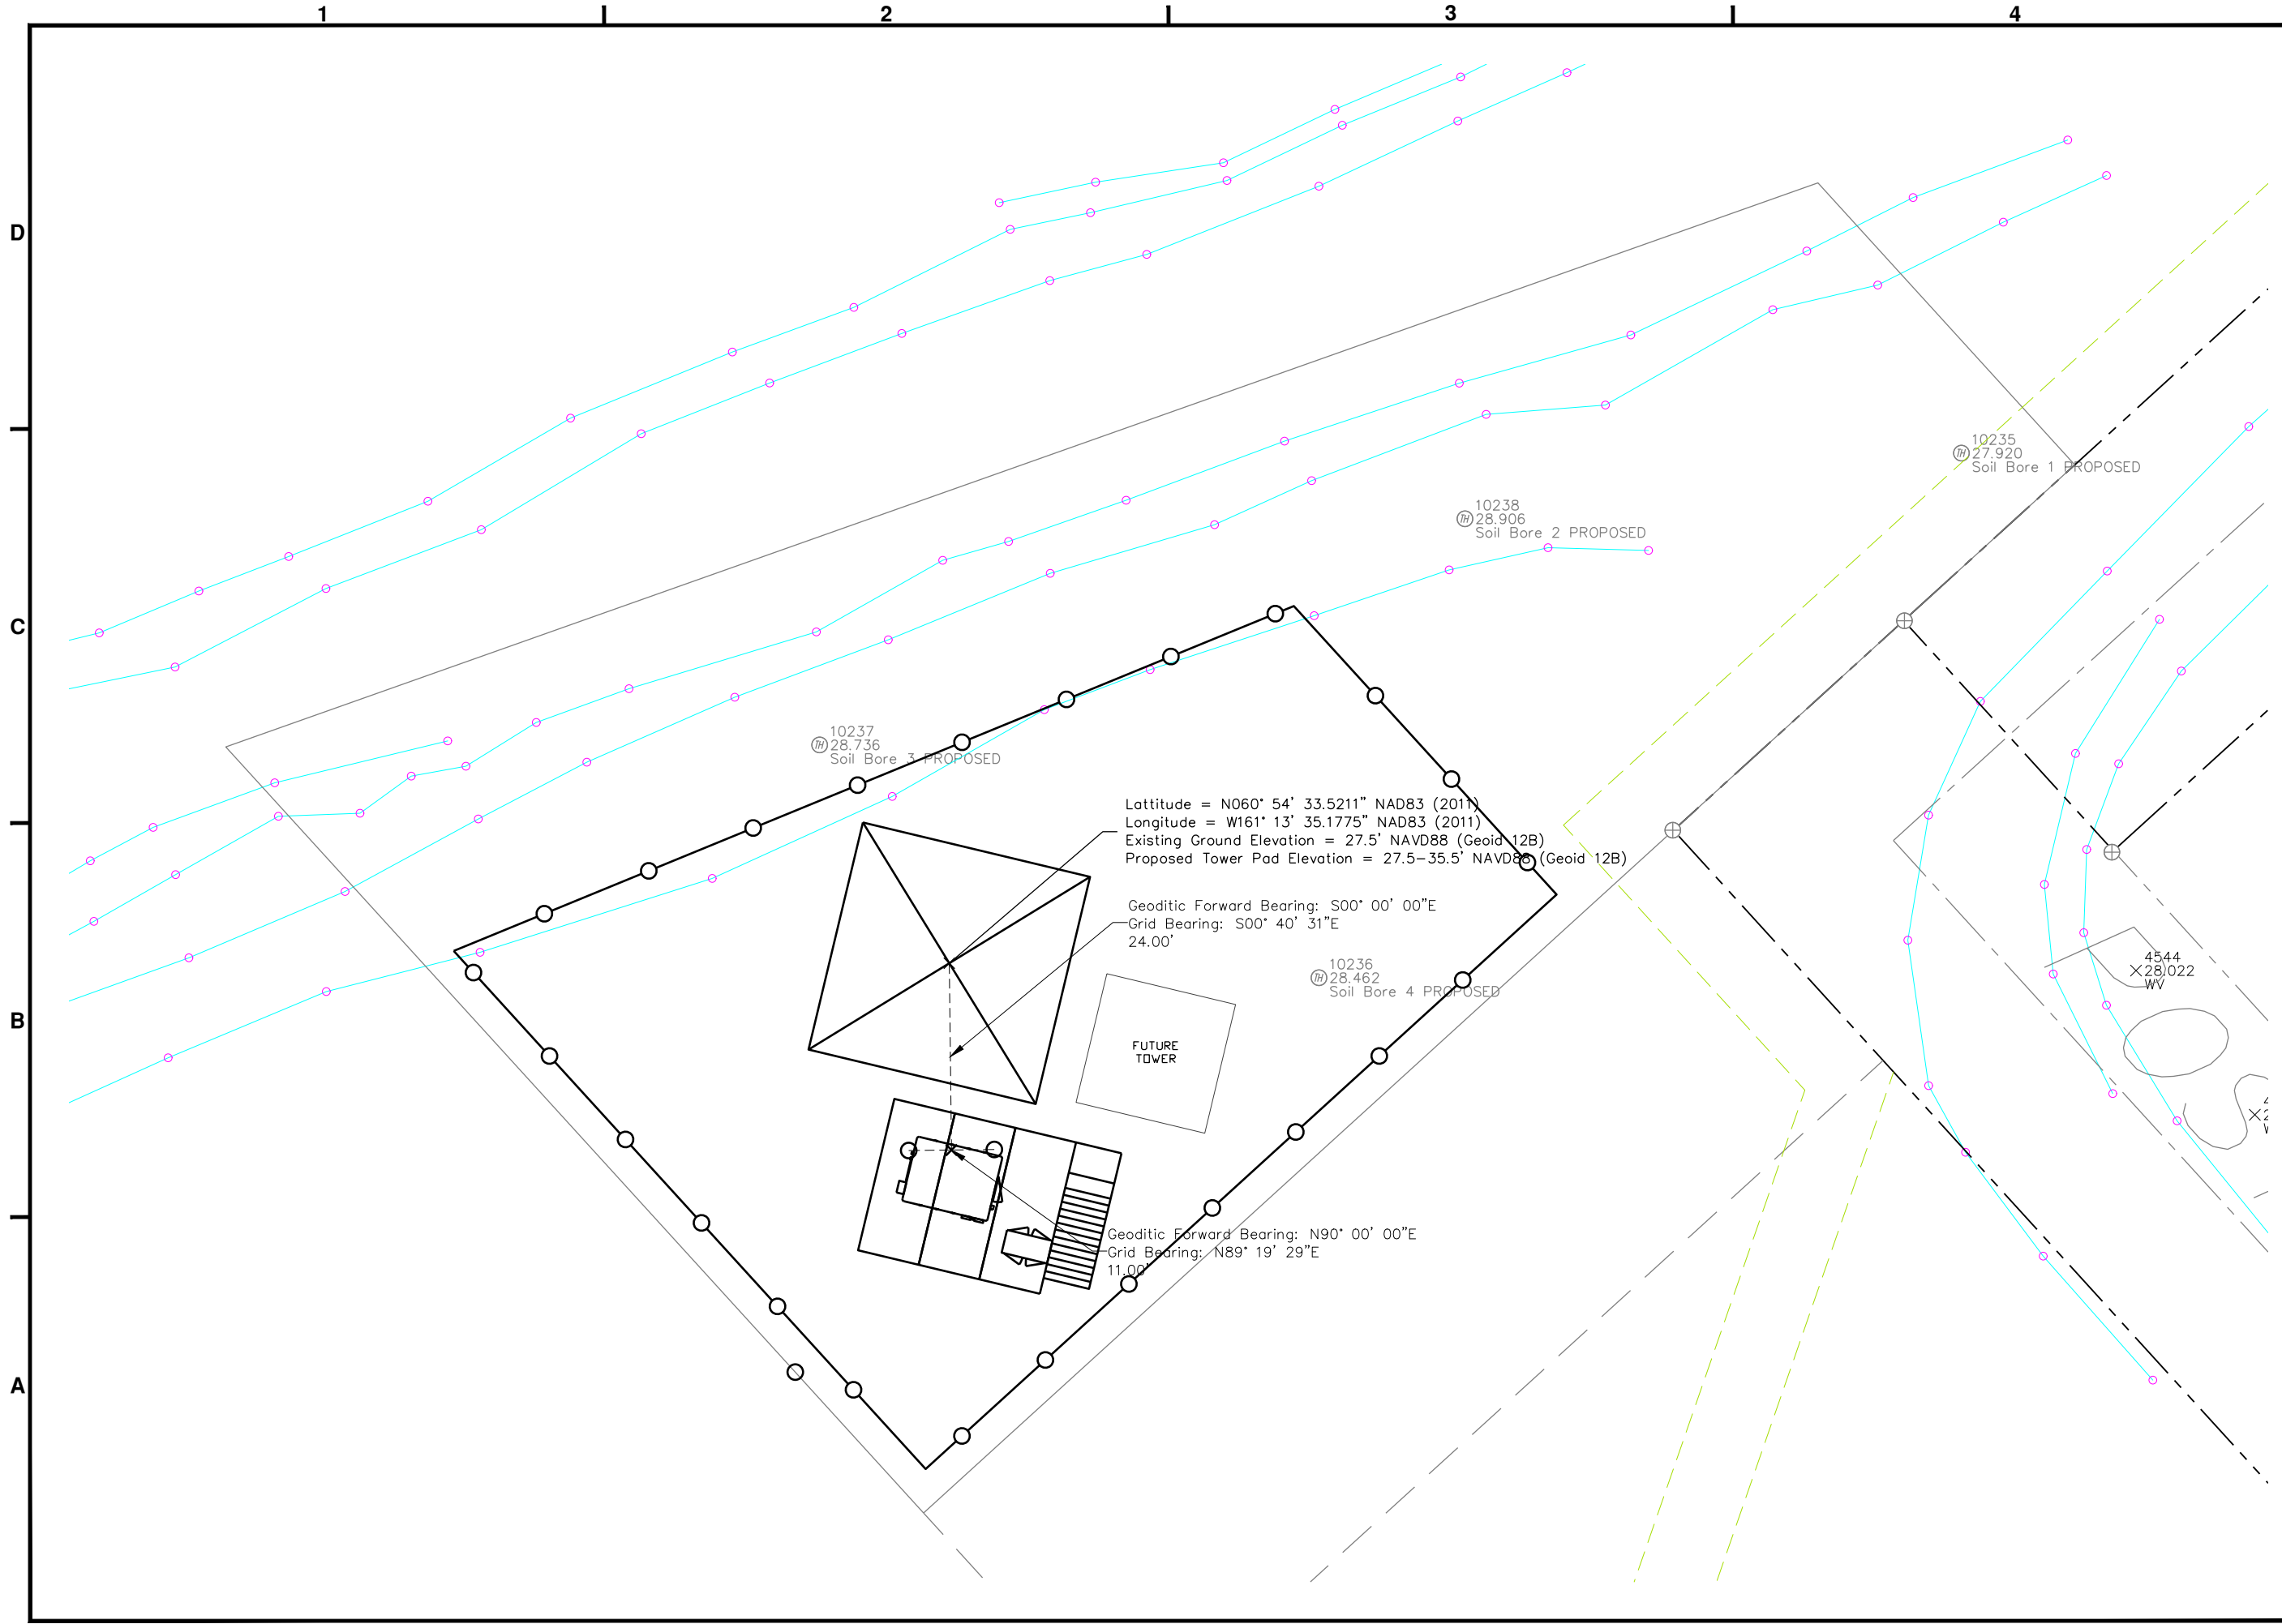 1 2 3 4
D
C
B
A
10235
27.920
Soil Bore 1 PROPOSED
10238
28.906
Soil Bore 2 PROPOSED
10237
28.736
Soil Bore 3 PROPOSED
Lattitude = N060° 54' 33.5211" NAD83 (2011)
Longitude = W161° 13' 35.1775" NAD83 (2011)
Existing Ground Elevation = 27.5' NAVD88 (Geoid 12B)
Proposed Tower Pad Elevation = 27.5-35.5' NAVD88 (Geoid 12B)
Geoditic Forward Bearing: S00° 00' 00"E
Grid Bearing: S00° 40' 31"E
24.00'
10236
28.462
Soil Bore 4 PROPOSED
4544
28.022
WV
FUTURE
TOWER
Geoditic Forward Bearing: N90° 00' 00"E
Grid Bearing: N89° 19' 29"E
11.00'
TH
TH
TH
TH